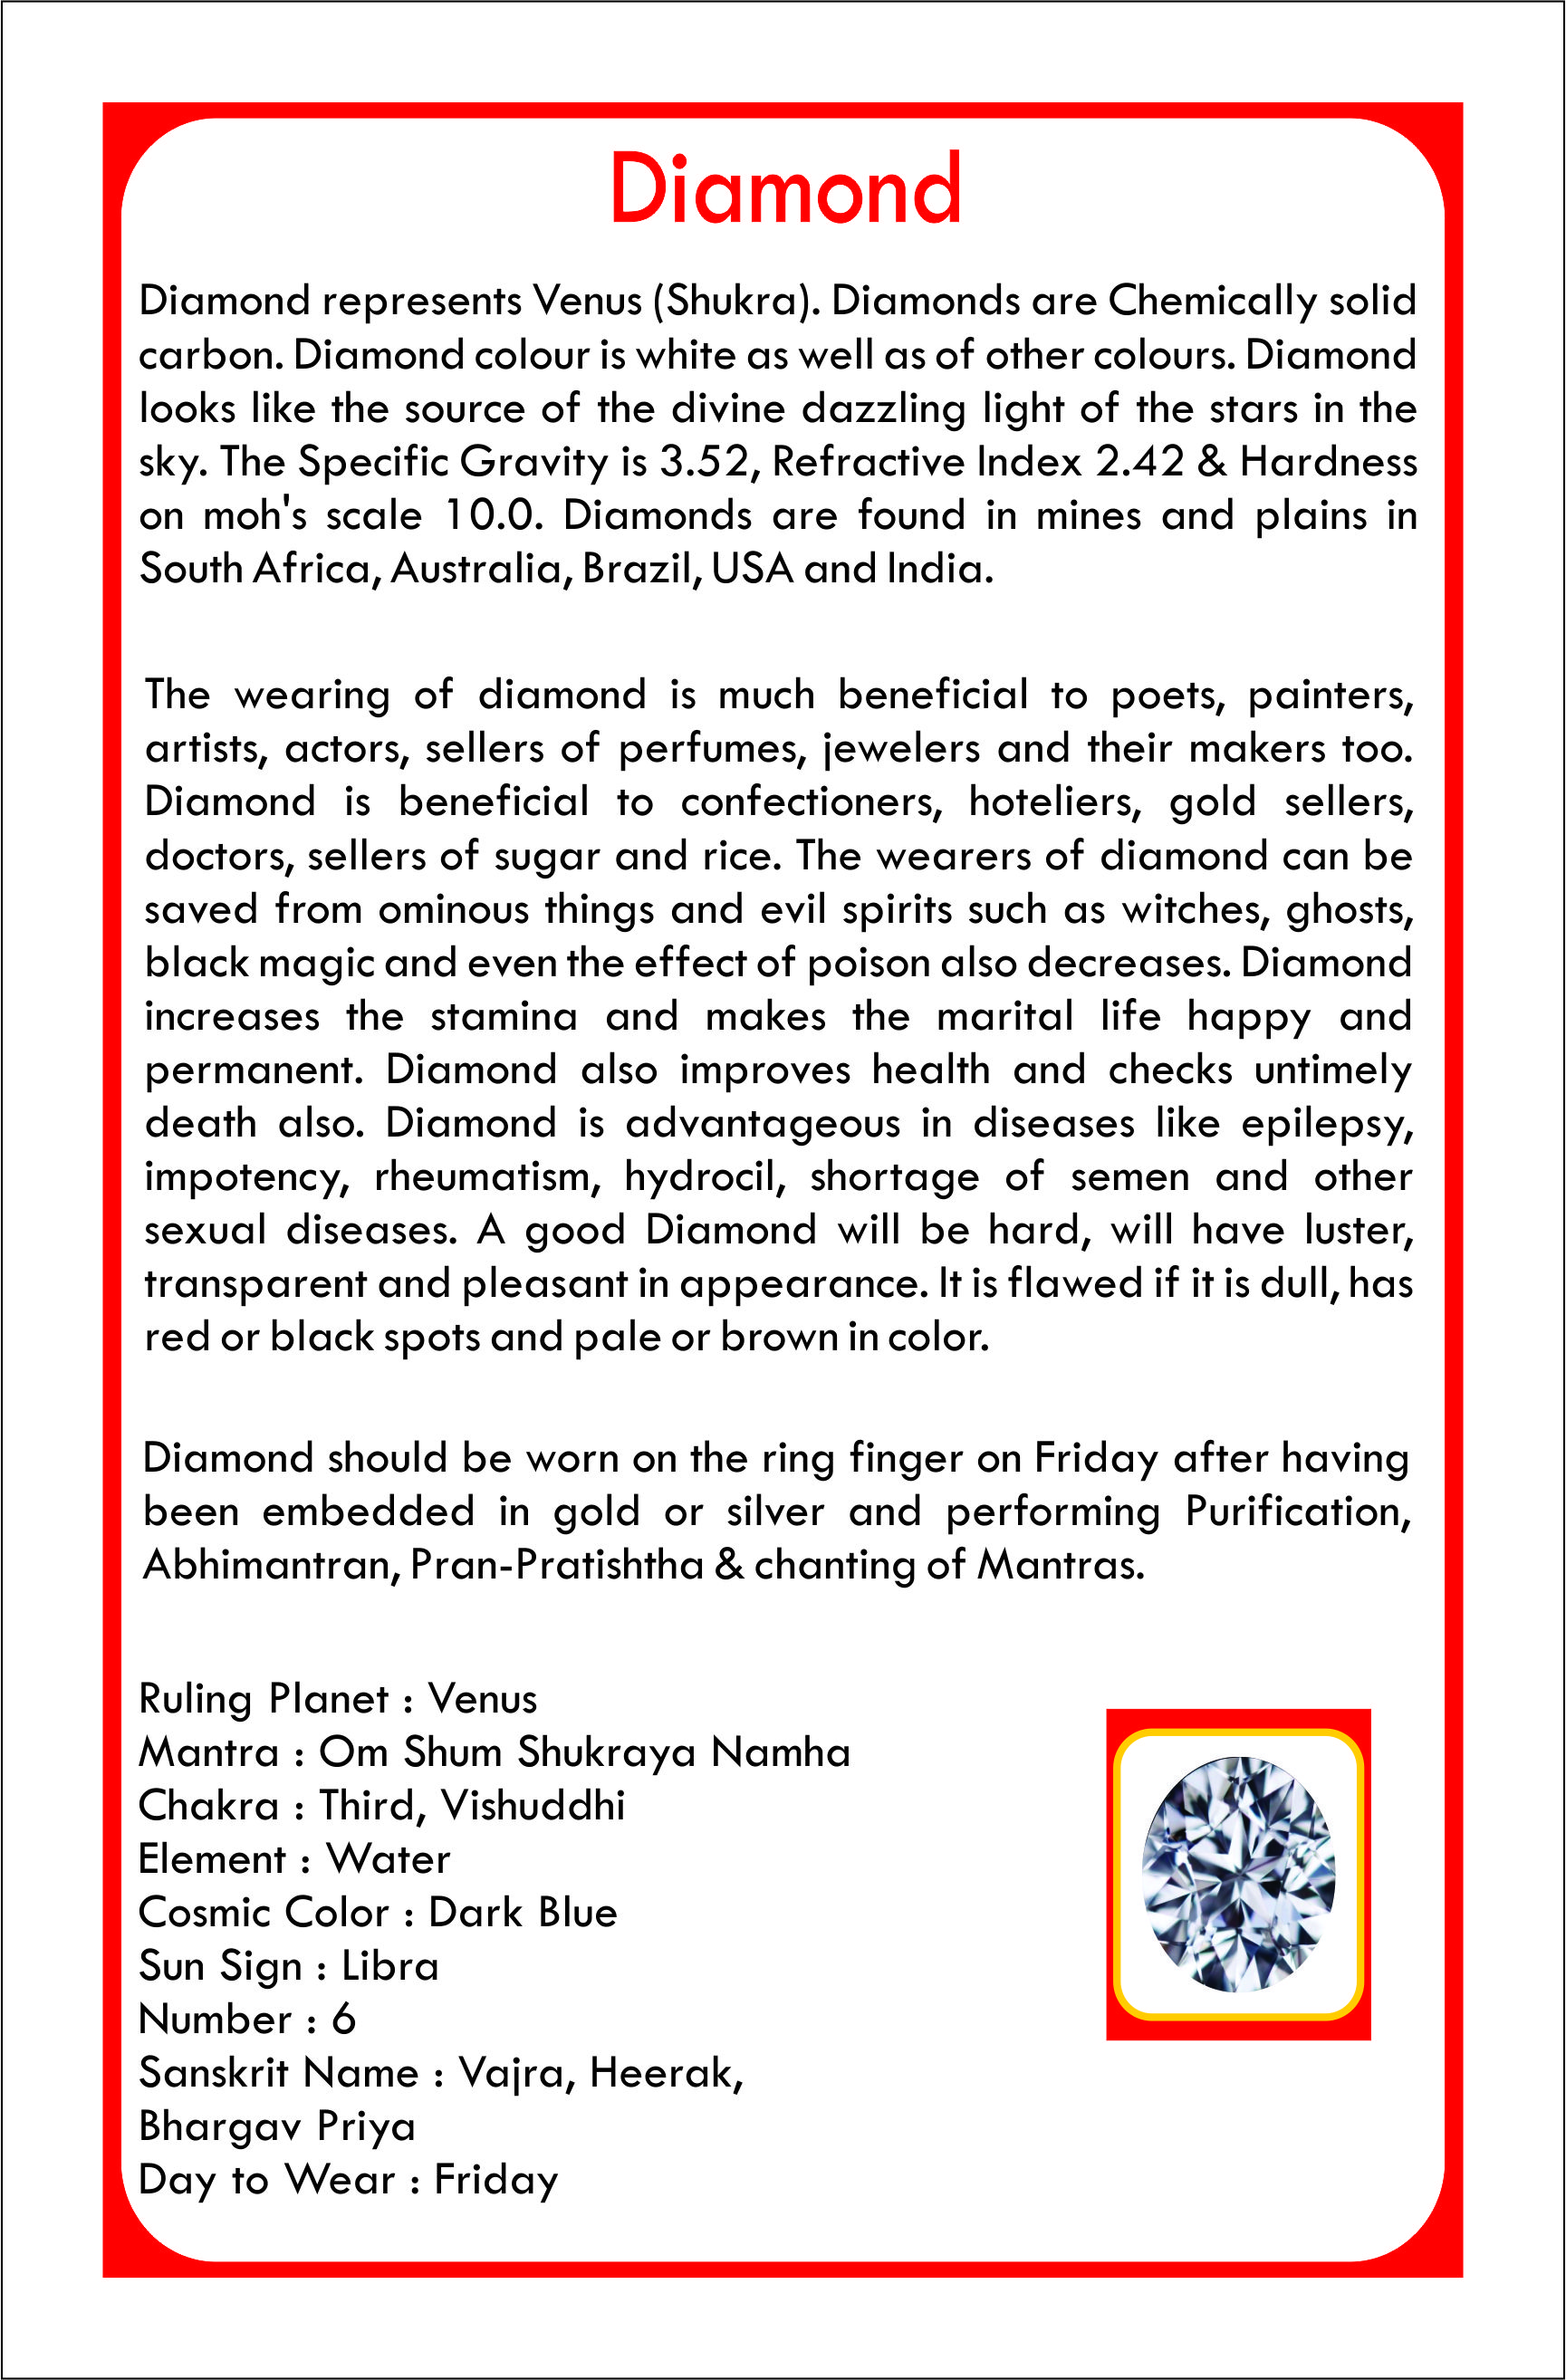 Diamond
Diamond represents Venus (Shukra). Diamonds are Chemically solid
carbon. Diamond colour is white as well as of other colours. Diamond
looks like the source of the divine dazzling light of the stars in the
sky. The Specific Gravity is 3.52, Refractive Index 2.42 & Hardness
on moh's scale 10.0. Diamonds are found in mines and plains in
South Africa, Australia, Brazil, USA and India.
The wearing of diamond is much beneficial to poets, painters,
artists, actors, sellers of perfumes, jewelers and their makers too.
Diamond is beneficial to confectioners, hoteliers, gold sellers,
doctors, sellers of sugar and rice. The wearers of diamond can be
saved from ominous things and evil spirits such as witches, ghosts,
black magic and even the effect of poison also decreases. Diamond
increases the stamina and makes the marital life happy and
permanent. Diamond also improves health and checks untimely
death also. Diamond is advantageous in diseases like epilepsy,
impotency, rheumatism, hydrocil, shortage of semen and other
sexual diseases. A good Diamond will be hard, will have luster,
transparent and pleasant in appearance. It is flawed if it is dull, has
red or black spots and pale or brown in color.
Diamond should be worn on the ring finger on Friday after having
been embedded in gold or silver and performing Purification,
Abhimantran, Pran-Pratishtha & chanting of Mantras.
Ruling Planet : Venus
Mantra : Om Shum Shukraya Namha
Chakra : Third, Vishuddhi
Element : Water
Cosmic Color : Dark Blue
Sun Sign : Libra
Number : 6
Sanskrit Name : Vajra, Heerak,
Bhargav Priya
Day to Wear : Friday